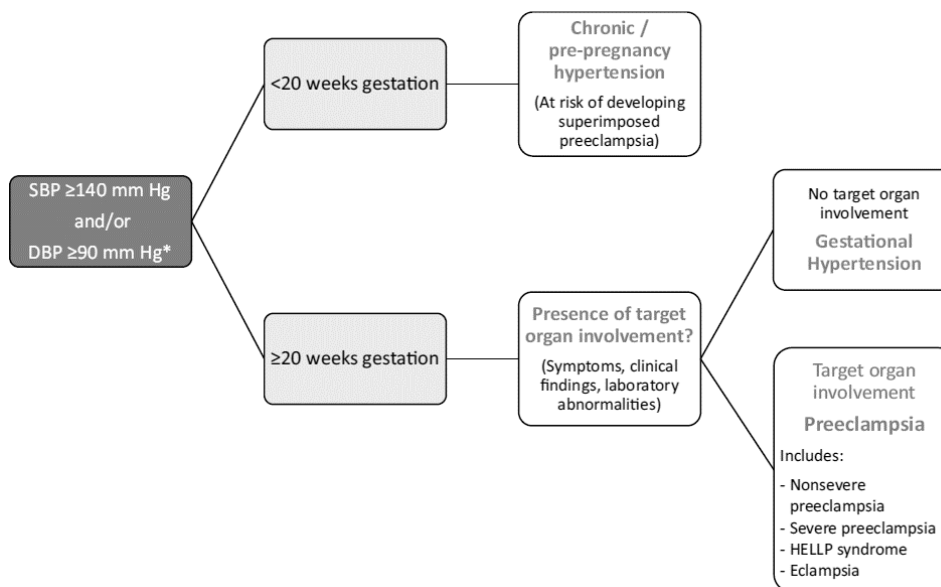 SBP ≥140 mm Hg
and/or
DBP ≥90 mm Hg*
<20 weeks gestation
Chronic /
pre-pregnancy
hypertension
(At risk of developing
superimposed
preeclampsia)
≥20 weeks gestation
Presence of target
organ involvement?
(Symptoms, clinical
findings, laboratory
abnormalities)
No target organ
involvement
Gestational
Hypertension
Target organ
involvement
Preeclampsia
Includes:
- Nonsevere
preeclampsia
- Severe preeclampsia
- HELLP syndrome
- Eclampsia